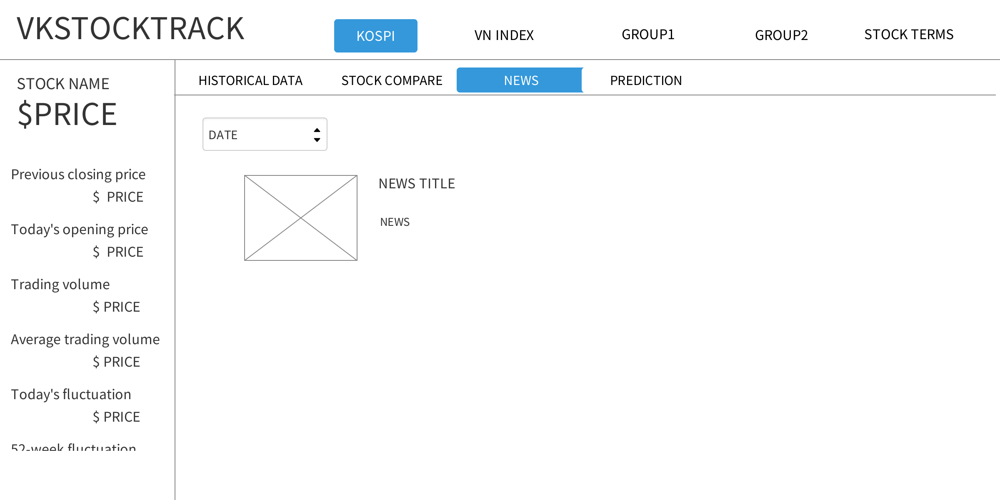 VKSTOCKTRACK
KOSPI
VN INDEX
GROUP1
GROUP2
STOCK TERMS
STOCK NAME
$PRICE
Previous closing price
$ PRICE
Today's opening price
$ PRICE
Trading volume
$ PRICE
Average trading volume
$ PRICE
Today's fluctuation
$ PRICE
52-week fluctuation
HISTORICAL DATA
STOCK COMPARE
NEWS
PREDICTION
DATE
NEWS TITLE
NEWS